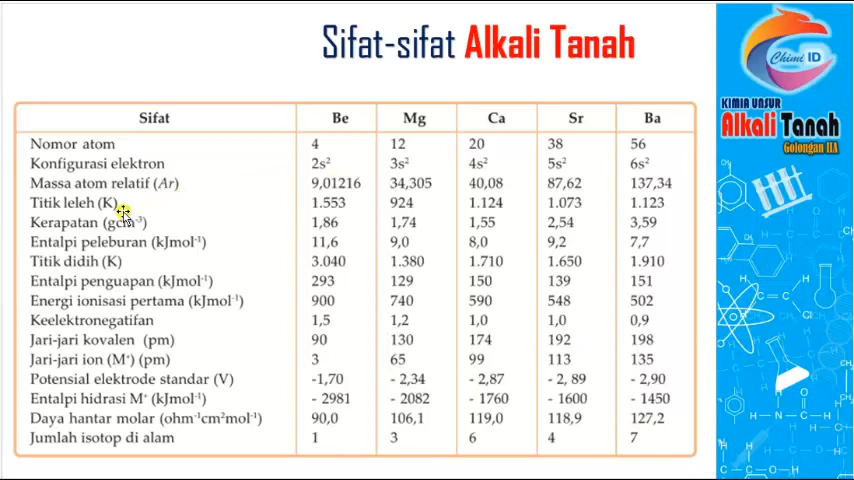 Sifat-sifat Alkali Tanah
Chimi ID
KIMIA UNSUR
Alkali Tanah
Golongan IIA
Sifat Be Mg Ca Sr Ba
Nomor atom 4 12 20 38 56
Konfigurasi elektron 2s² 3s² 4s² 5s² 6s²
Massa atom relatif (Ar) 9,01216 34,305 40,08 87,62 137,34
Titik leleh (K) 1.553 924 1.124 1.073 1.123
Kerapatan 1,86 1,74 1,55 2,54 3,59
Entalpi peleburan (kJmol⁻¹) 11,6 9,0 8,0 9,2 7,7
Titik didih (K) 3.040 1.380 1.710 1.650 1.910
Entalpi penguapan (kJmol⁻¹) 293 129 150 139 151
Energi ionisasi pertama (kJmol⁻¹) 900 740 590 548 502
Keelektronegatifan 1,5 1,2 1,0 1,0 0,9
Jari-jari kovalen (pm) 90 130 174 192 198
Jari-jari ion (M⁺) (pm) 3 65 99 113 135
Potensial elektrode standar (V) -1,70 - 2,34 - 2,87 - 2, 89 - 2,90
Entalpi hidrasi M⁺ (kJmol⁻¹) - 2981 - 2082 - 1760 - 1600 - 1450
Daya hantar molar (ohm⁻¹cm²mol⁻¹) 90,0 106,1 119,0 118,9 127,2
Jumlah isotop di alam 1 3 6 4 7